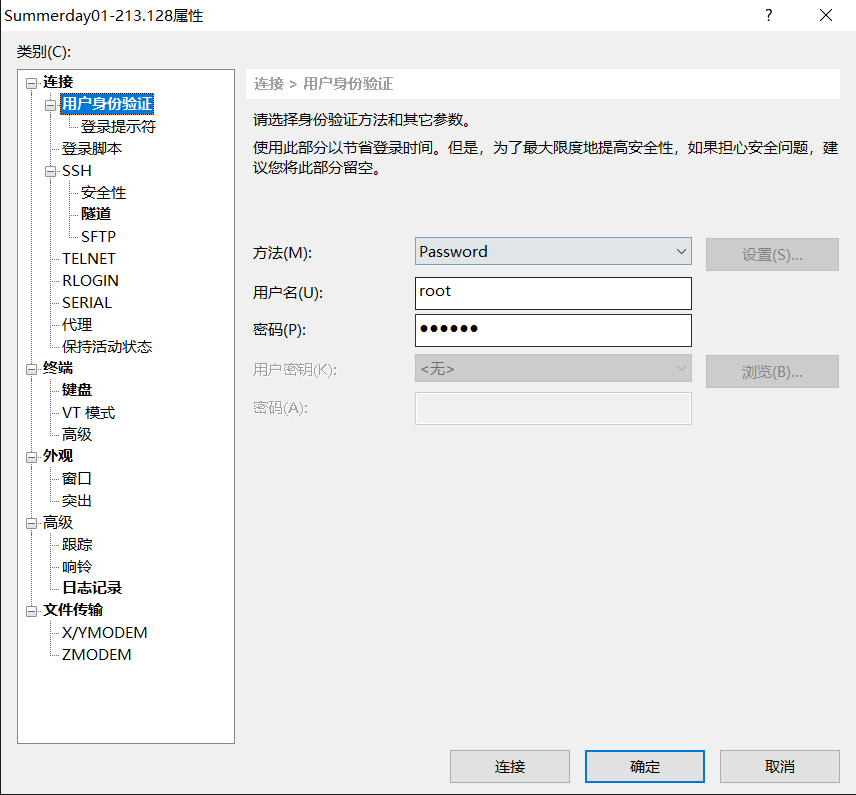 Summerday01-213.128属性
?
类别(C):
连接
用户身份验证
登录提示符
登录脚本
SSH
安全性
隧道
SFTP
TELNET
RLOGIN
SERIAL
代理
保持活动状态
终端
键盘
VT 模式
高级
外观
窗口
突出
高级
跟踪
响铃
日志记录
文件传输
X/YMODEM
ZMODEM
连接 > 用户身份验证
请选择身份验证方法和其它参数。
使用此部分以节省登录时间。但是，为了最大限度地提高安全性，如果担心安全问题，建
议您将此部分留空。
方法(M): Password 设置(S)...
用户名(U): root
密码(P): ●●●●●●
用户密钥(K): <无> 浏览(B)...
密码(A):
连接 确定 取消